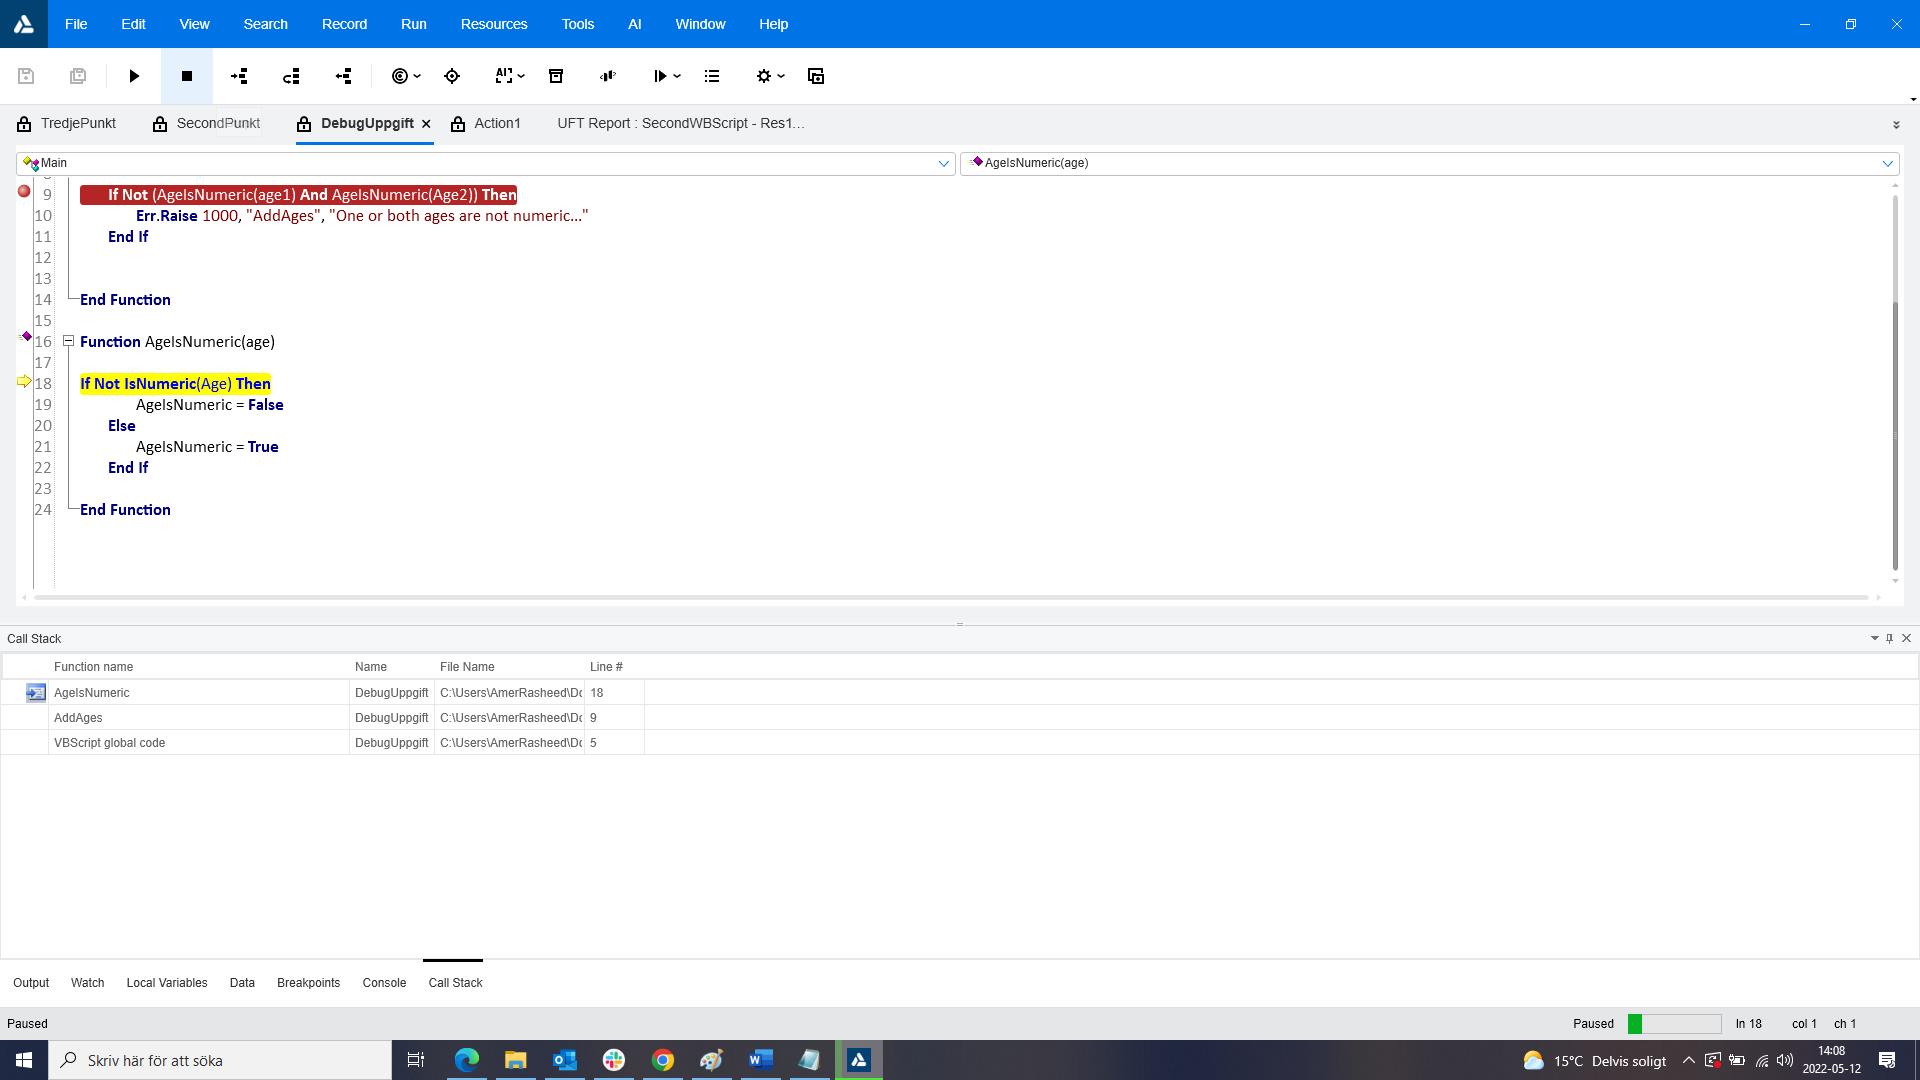 File Edit View Search Record Run Resources Tools AI Window Help
AI
TredjePunkt SecondPunkt DebugUppgift Action1 UFT Report : SecondWBScript - Res1...
Main AgeIsNumeric(age)
9 If Not (AgeIsNumeric(age1) And AgeIsNumeric(Age2)) Then
10 Err.Raise 1000, "AddAges", "One or both ages are not numeric..."
11 End If
12
13
14 End Function
15
16 Function AgeIsNumeric(age)
17
18 If Not IsNumeric(Age) Then
19 AgeIsNumeric = False
20 Else
21 AgeIsNumeric = True
22 End If
23
24 End Function
Call Stack
Function name Name File Name Line #
AgeIsNumeric DebugUppgift C:\Users\AmerRasheed\Dc 18
AddAges DebugUppgift C:\Users\AmerRasheed\Dc 9
VBScript global code DebugUppgift C:\Users\AmerRasheed\Dc 5
Output Watch Local Variables Data Breakpoints Console Call Stack
Paused Paused ln 18 col 1 ch 1
Skriv här för att söka 15°C Delvis soligt 14:08
2022-05-12